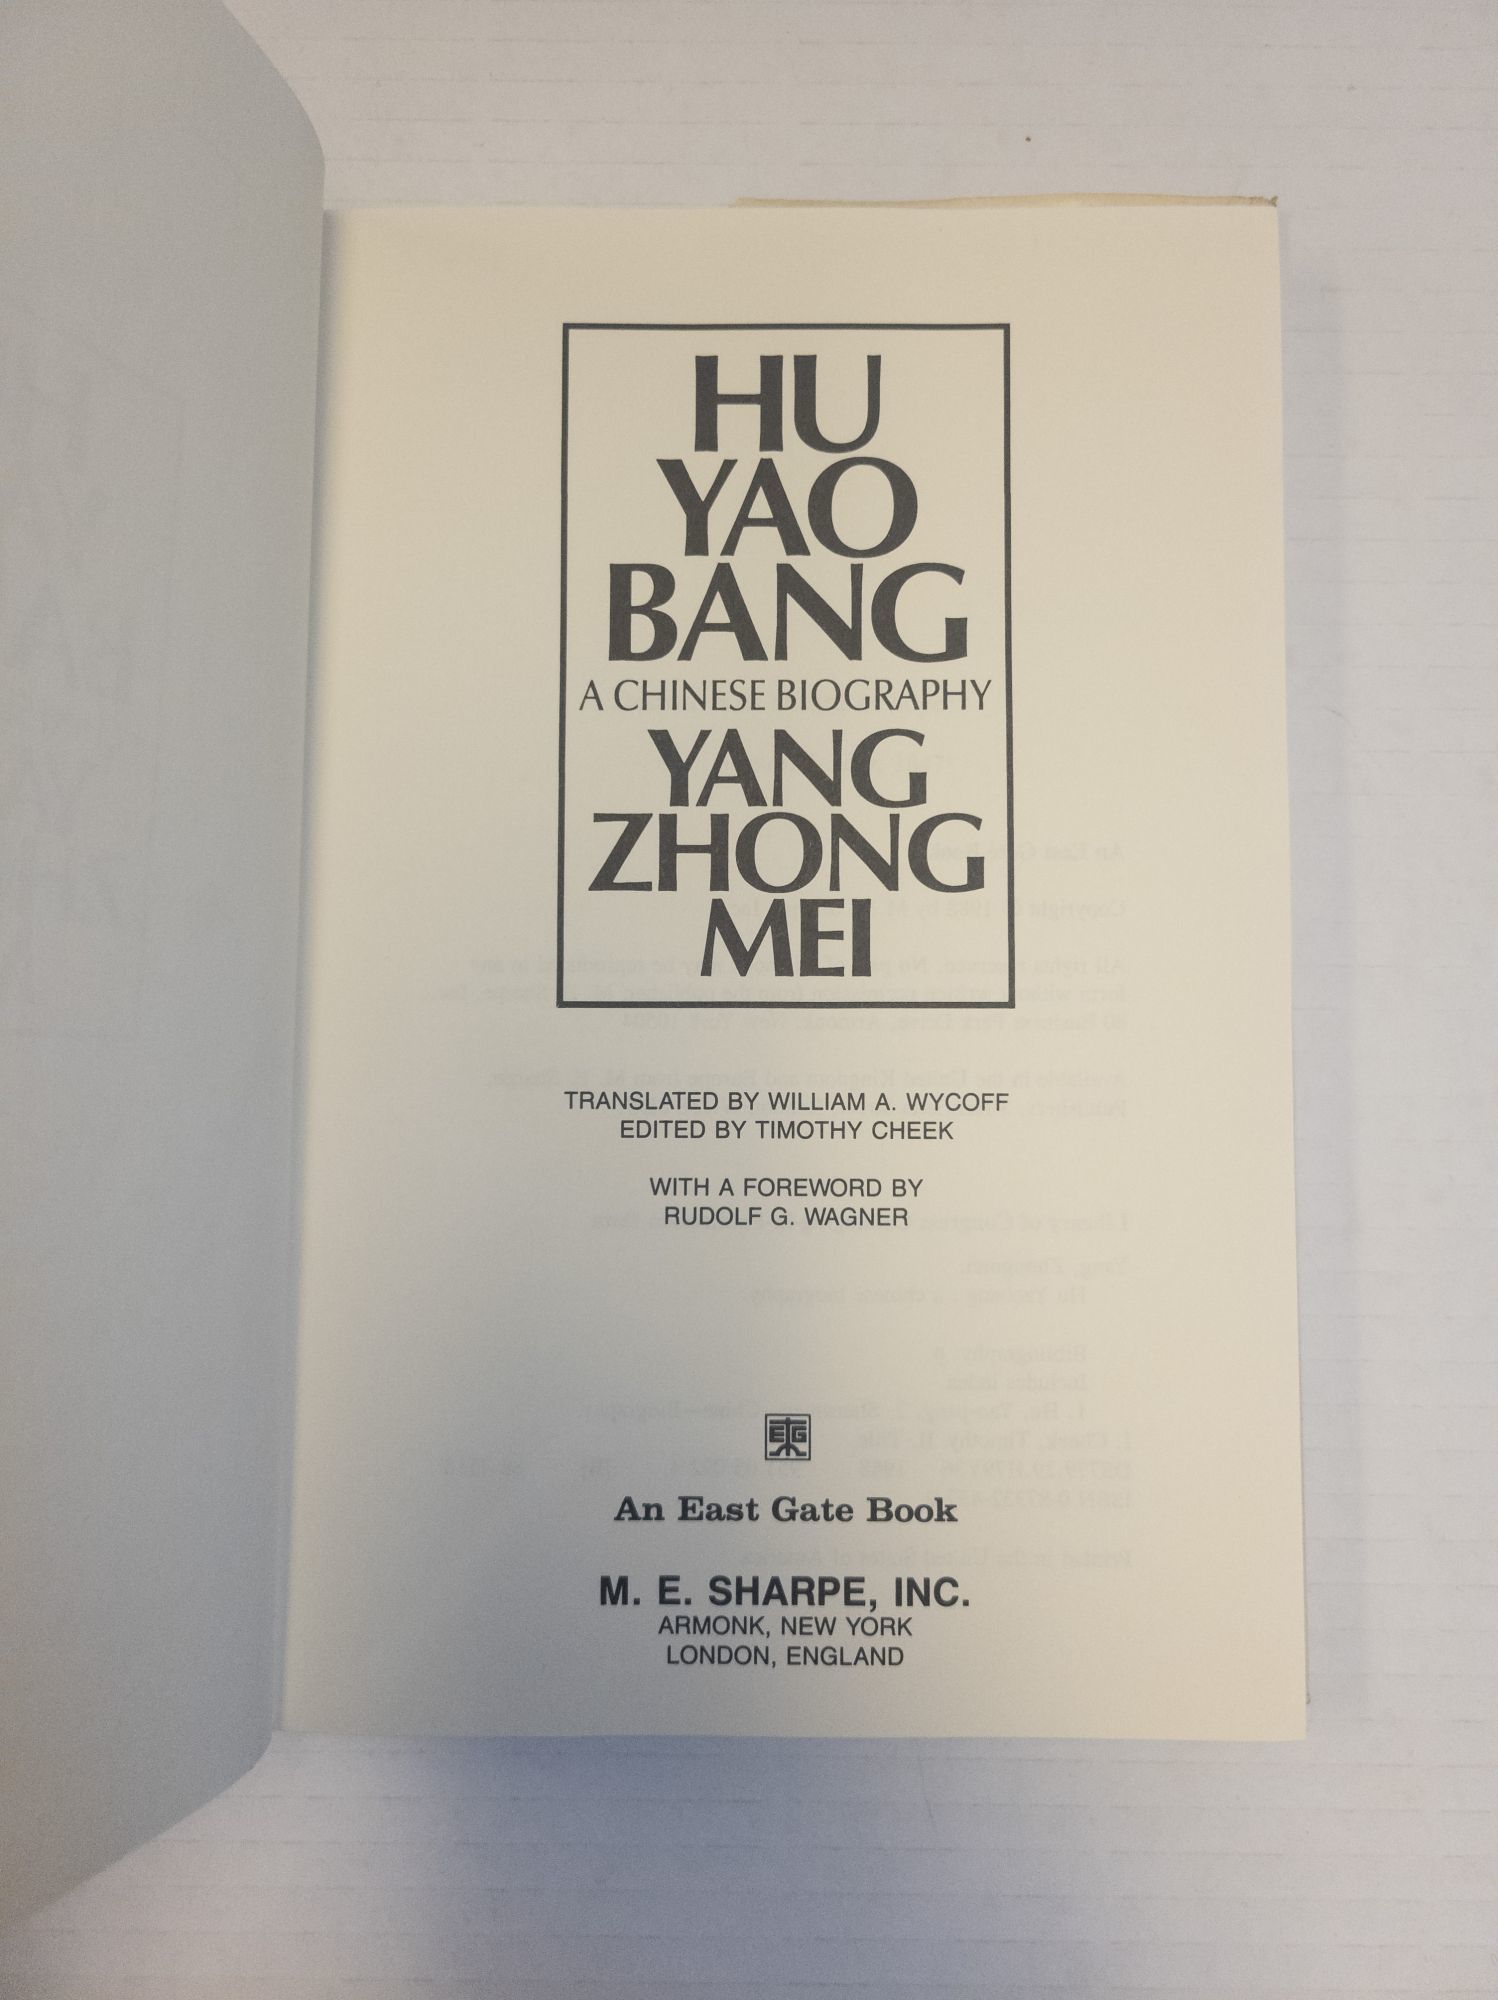 HU
YAO
BANG
A CHINESE BIOGRAPHY
YANG
ZHONG
MEI
TRANSLATED BY WILLIAM A. WYCOFF
EDITED BY TIMOTHY CHEEK
WITH A FOREWORD BY
RUDOLF G. WAGNER
EG
An East Gate Book
M. E. SHARPE, INC.
ARMONK, NEW YORK
LONDON, ENGLAND